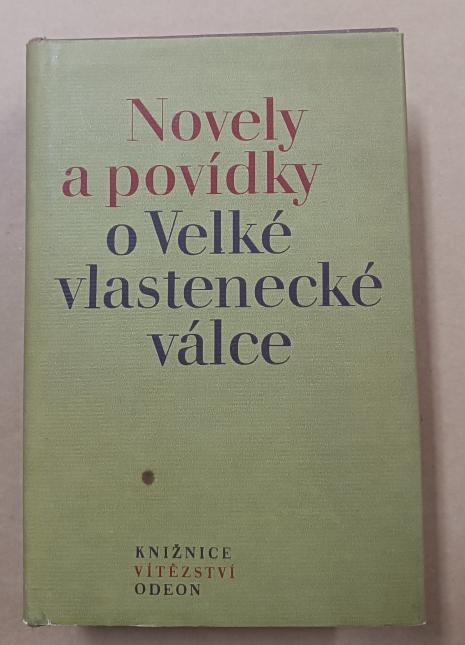 Novely
a povídky
o Velké
vlastenecké
válce
KNIŽNICE
VÍTĚZSTVÍ
ODEON